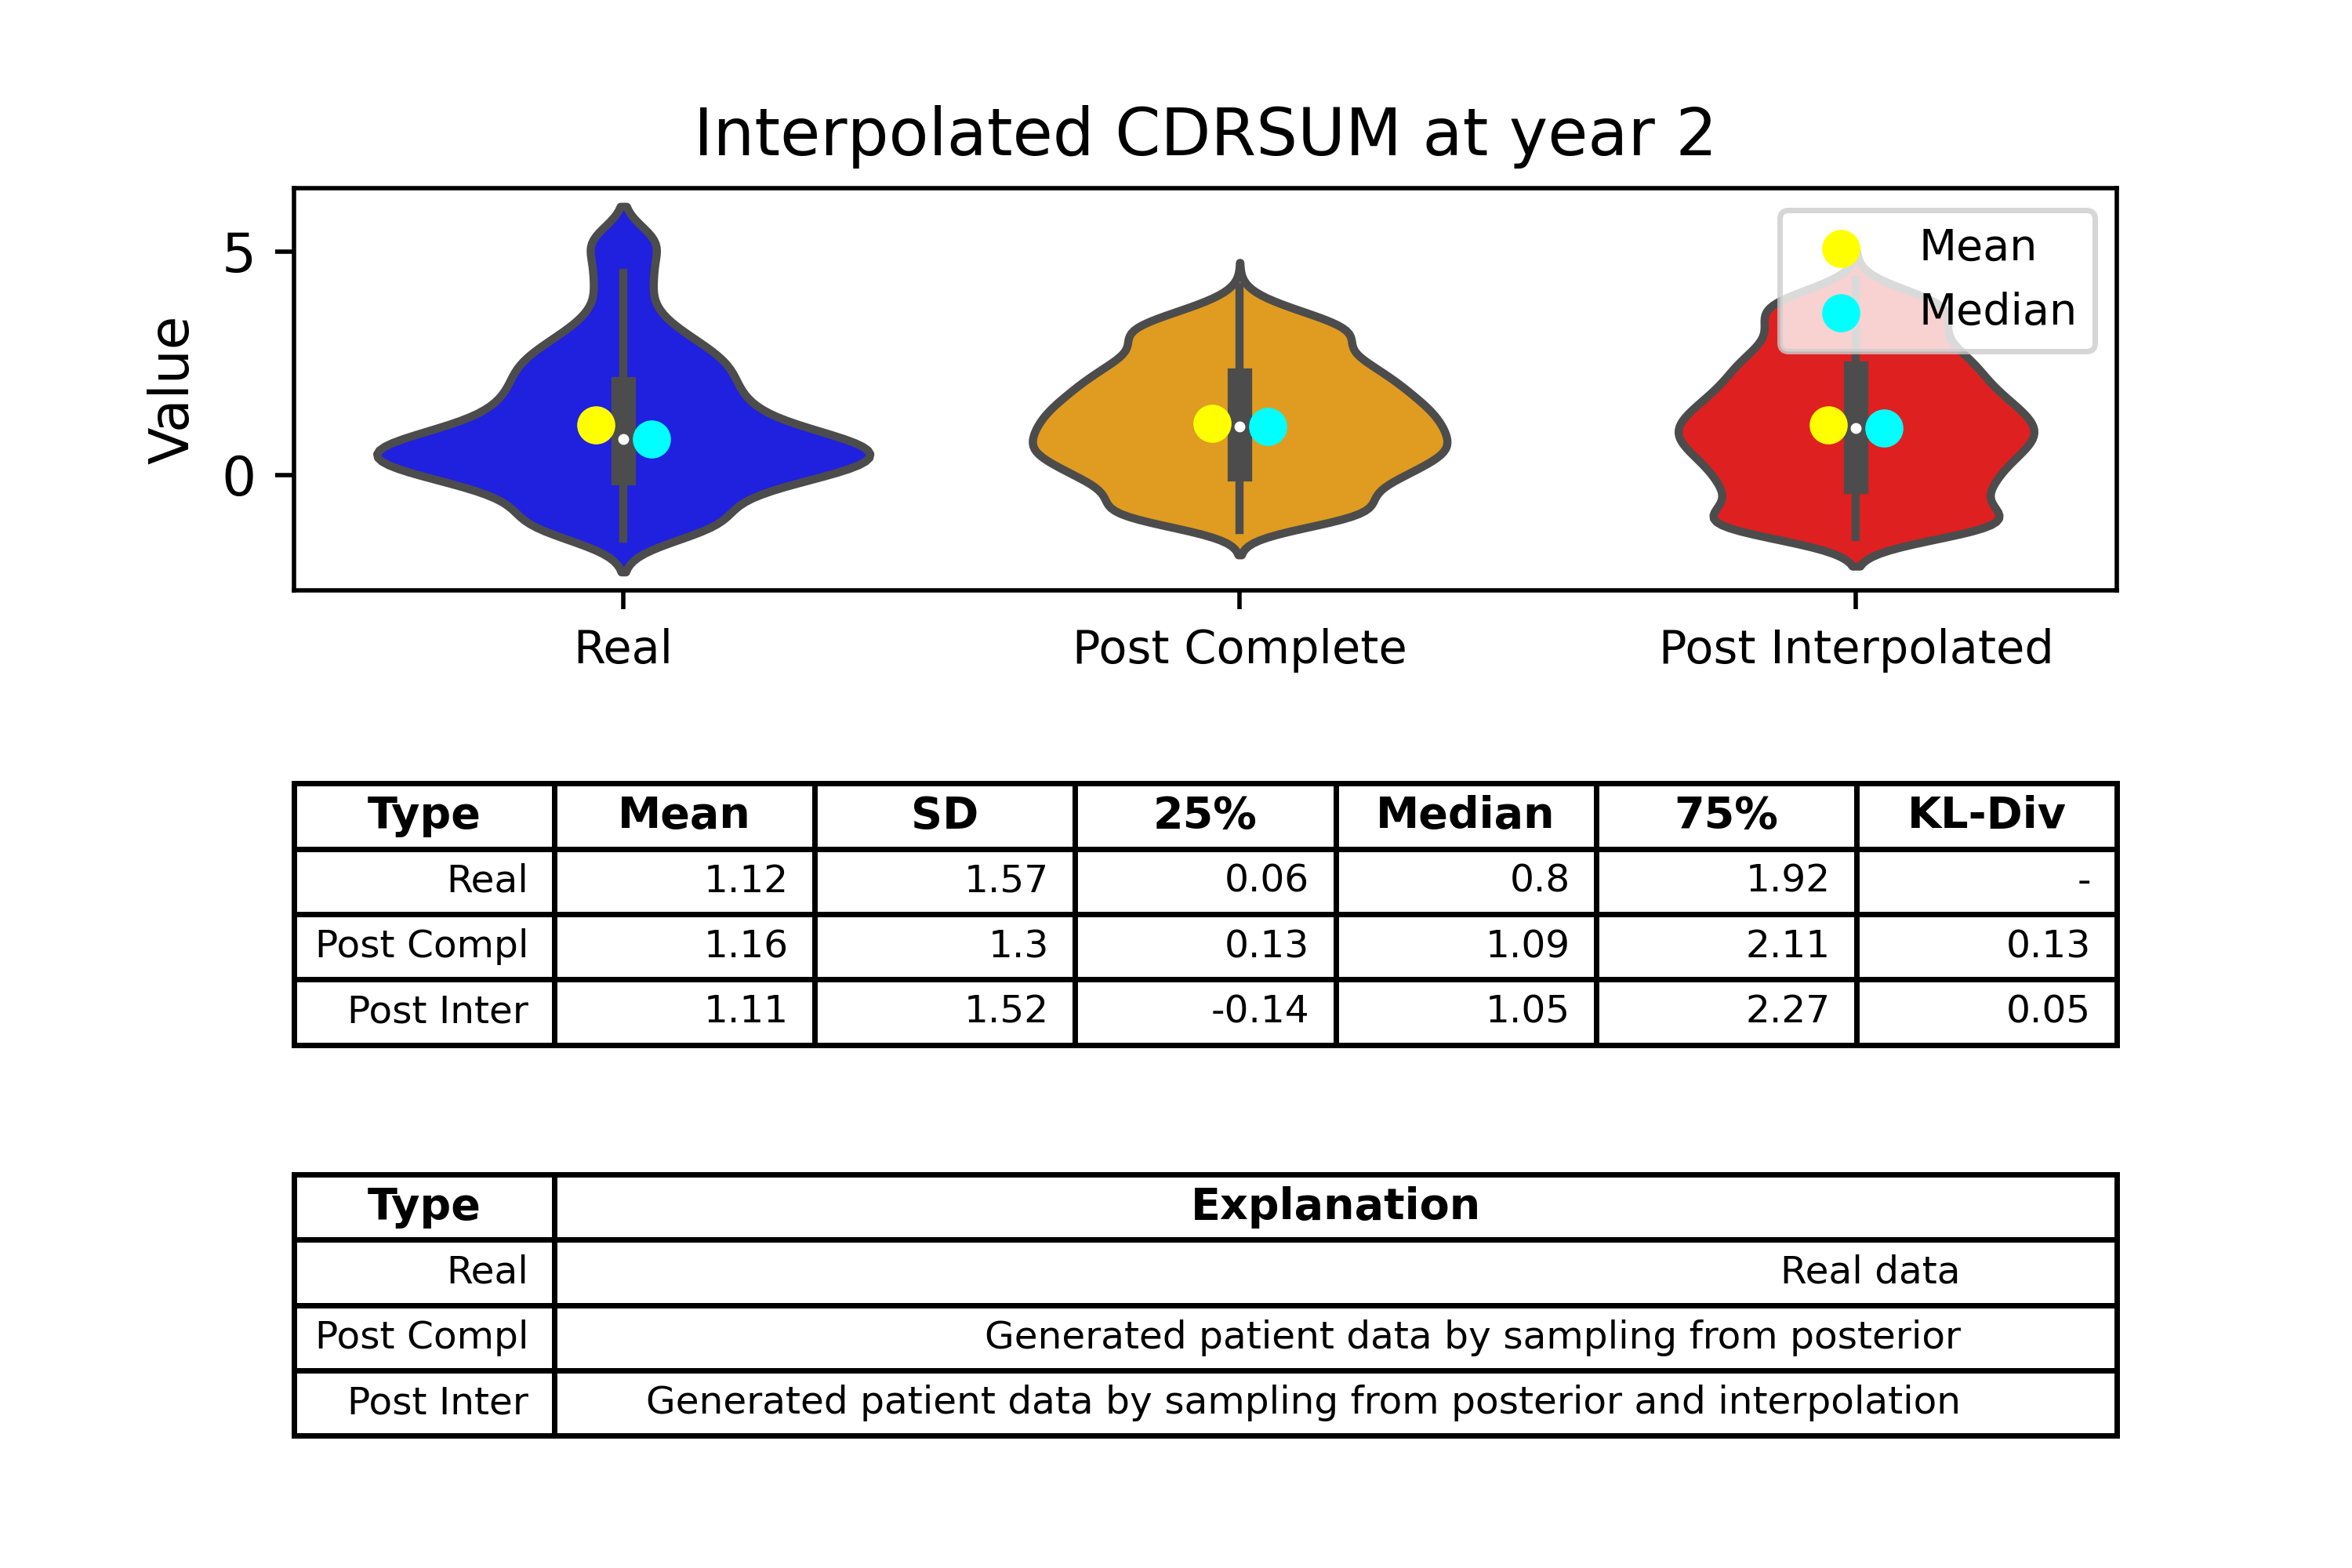 Interpolated CDRSUM at year 2
Value
5
0
Mean
Median
Real Post Complete Post Interpolated
Type Mean SD 25% Median 75% KL-Div
Real 1.12 1.57 0.06 0.8 1.92 -
Post Compl 1.16 1.3 0.13 1.09 2.11 0.13
Post Inter 1.11 1.52 -0.14 1.05 2.27 0.05
Type Explanation
Real Real data
Post Compl Generated patient data by sampling from posterior
Post Inter Generated patient data by sampling from posterior and interpolation